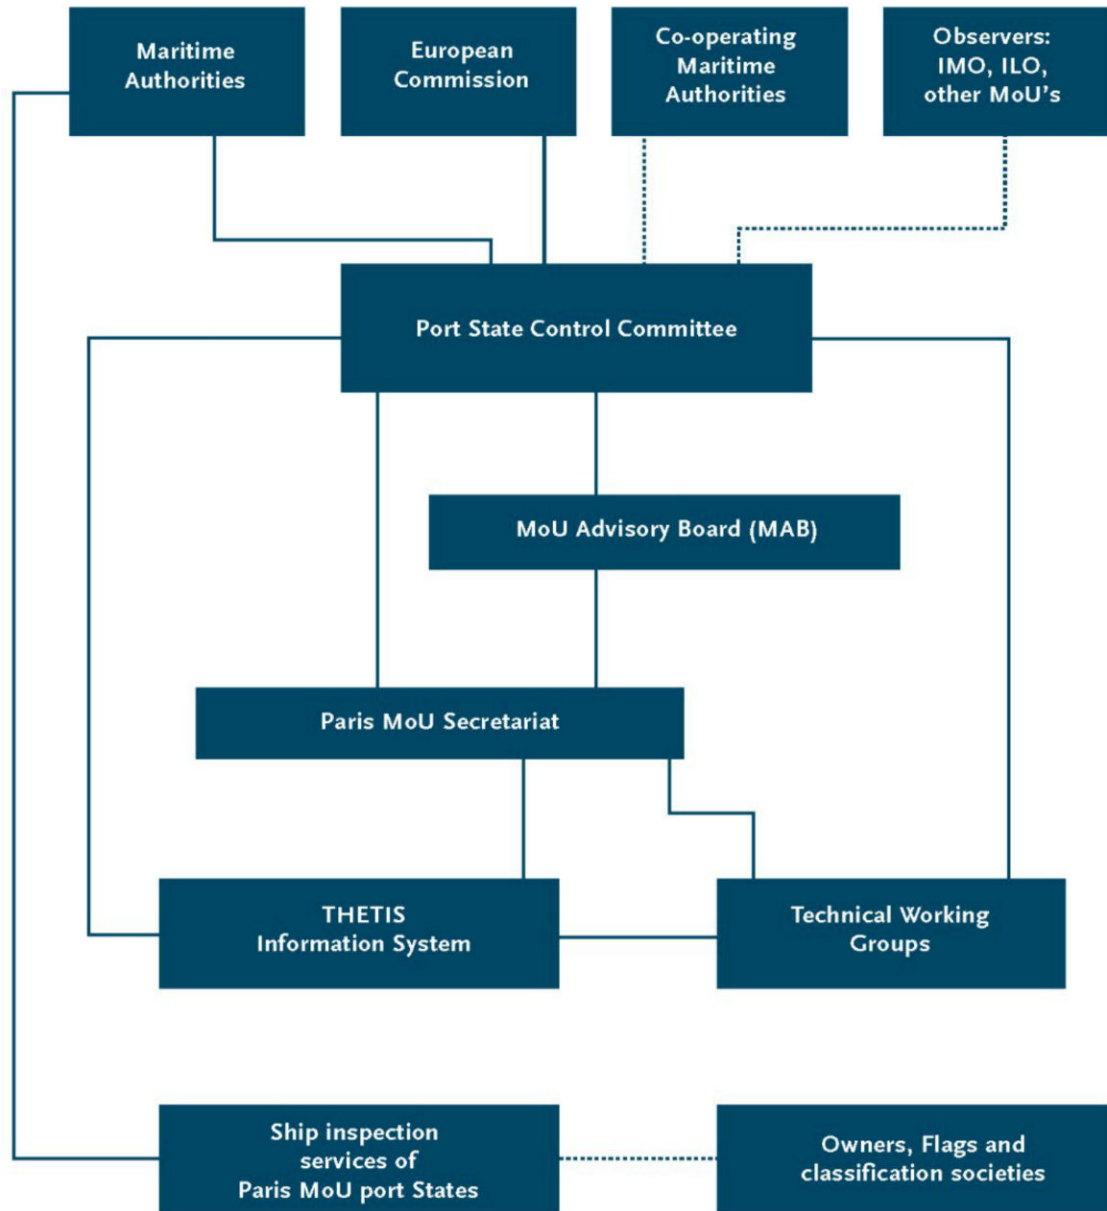 Maritime
Authorities
European
Commission
Co-operating
Maritime
Authorities
Observers:
IMO, ILO,
other MoU's
Port State Control Committee
MoU Advisory Board (MAB)
Paris MoU Secretariat
THETIS
Information System
Technical Working
Groups
Ship inspection
services of
Paris MoU port States
Owners, Flags and
classification societies